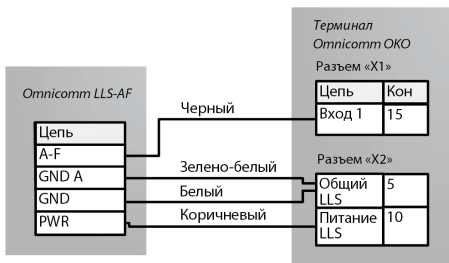 Терминал
Omnicomm ОКО
Разъем «X1»
Omnicomm LLS-AF
Цепь Кон
Черный
Вход 1 15
Цепь
A-F
Зелено-белый
Разъем «X2»
GND A
Общий LLS 5
Белый
GND
Коричневый
PWR
Питание LLS 10